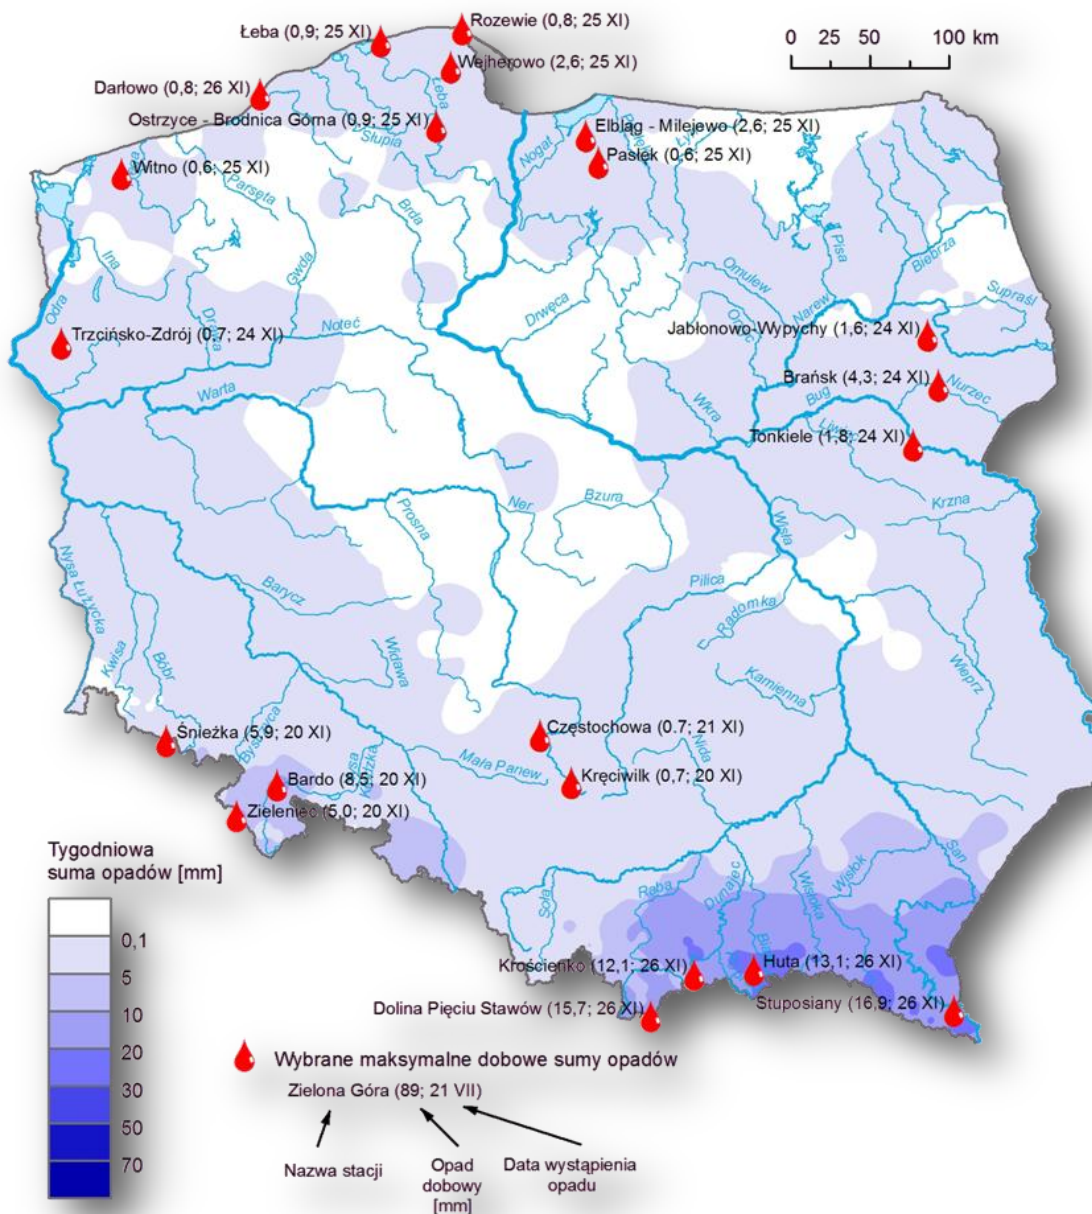 Rozewie (0,8; 25 XI)
Łeba (0,9; 25 XI)
0 25 50 100 km
Wejherowo (2,6; 25 XI)
Darłowo (0,8; 26 XI)
Łeba
Ostrzyce - Brodnica Górna (0,9; 25 XI)
Słupia
Elbląg - Milejewo (2,6; 25 XI)
Nogat
Pasłęk (0,6; 25 XI)
Witno (0,6; 25 XI)
Parsęta
Brda
Ina
Gwda
Pisa
Biebrza
Omulew
Supraśl
Odra
Drwęca
Narew
Trzcińsko-Zdrój (0,7; 24 XI)
Noteć
Jabłonowo-Wypychy (1,6; 24 XI)
Warta
Brańsk (4,3; 24 XI)
Nurzec
Bug
Wkra
Tonkiele (1,8; 24 XI)
Prosna
Ner
Bzura
Krzna
Wisła
Nysa Łużycka
Barycz
Pilica
Radomka
Kwisa
Bóbr
Widawa
Wieprz
Kamienna
Śnieżka (5,9; 20 XI)
Bystrzyca
Częstochowa (0.7; 21 XI)
Nida
Mała Panew
Bardo (8,5; 20 XI)
Kręciwilk (0,7; 20 XI)
Zieleniec (5,0; 20 XI)
Tygodniowa
suma opadów [mm]
San
Wisłok
Raba
Dunajec
Wisłoka
Soła
0,1
5
10
20
30
50
70
Krościenko (12,1; 26 XI)
Huta (13,1; 26 XI)
Dolina Pięciu Stawów (15,7; 26 XI)
Stuposiany (16,9; 26 XI)
Wybrane maksymalne dobowe sumy opadów
Zielona Góra (89; 21 VII)
Nazwa stacji
Opad
dobowy
[mm]
Data wystąpienia
opadu